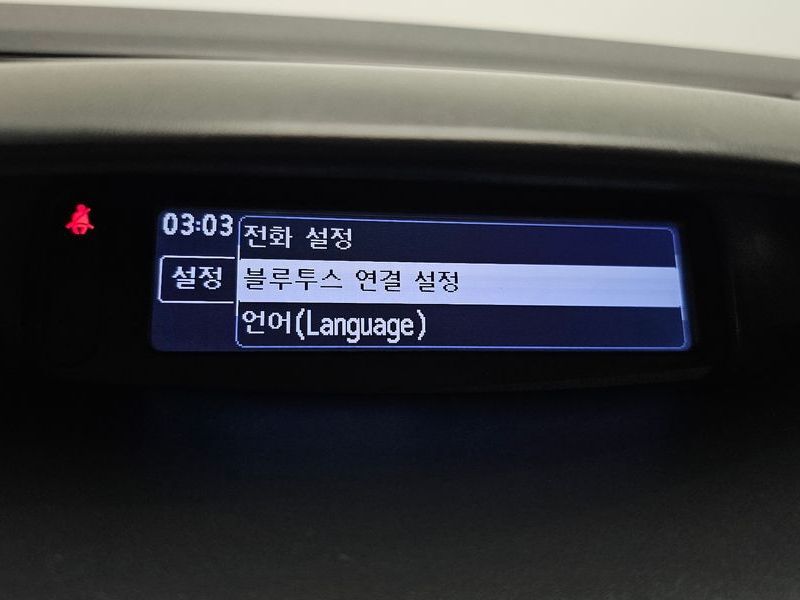 03:03
전화 설정
설정
블루투스 연결 설정
언어(Language)